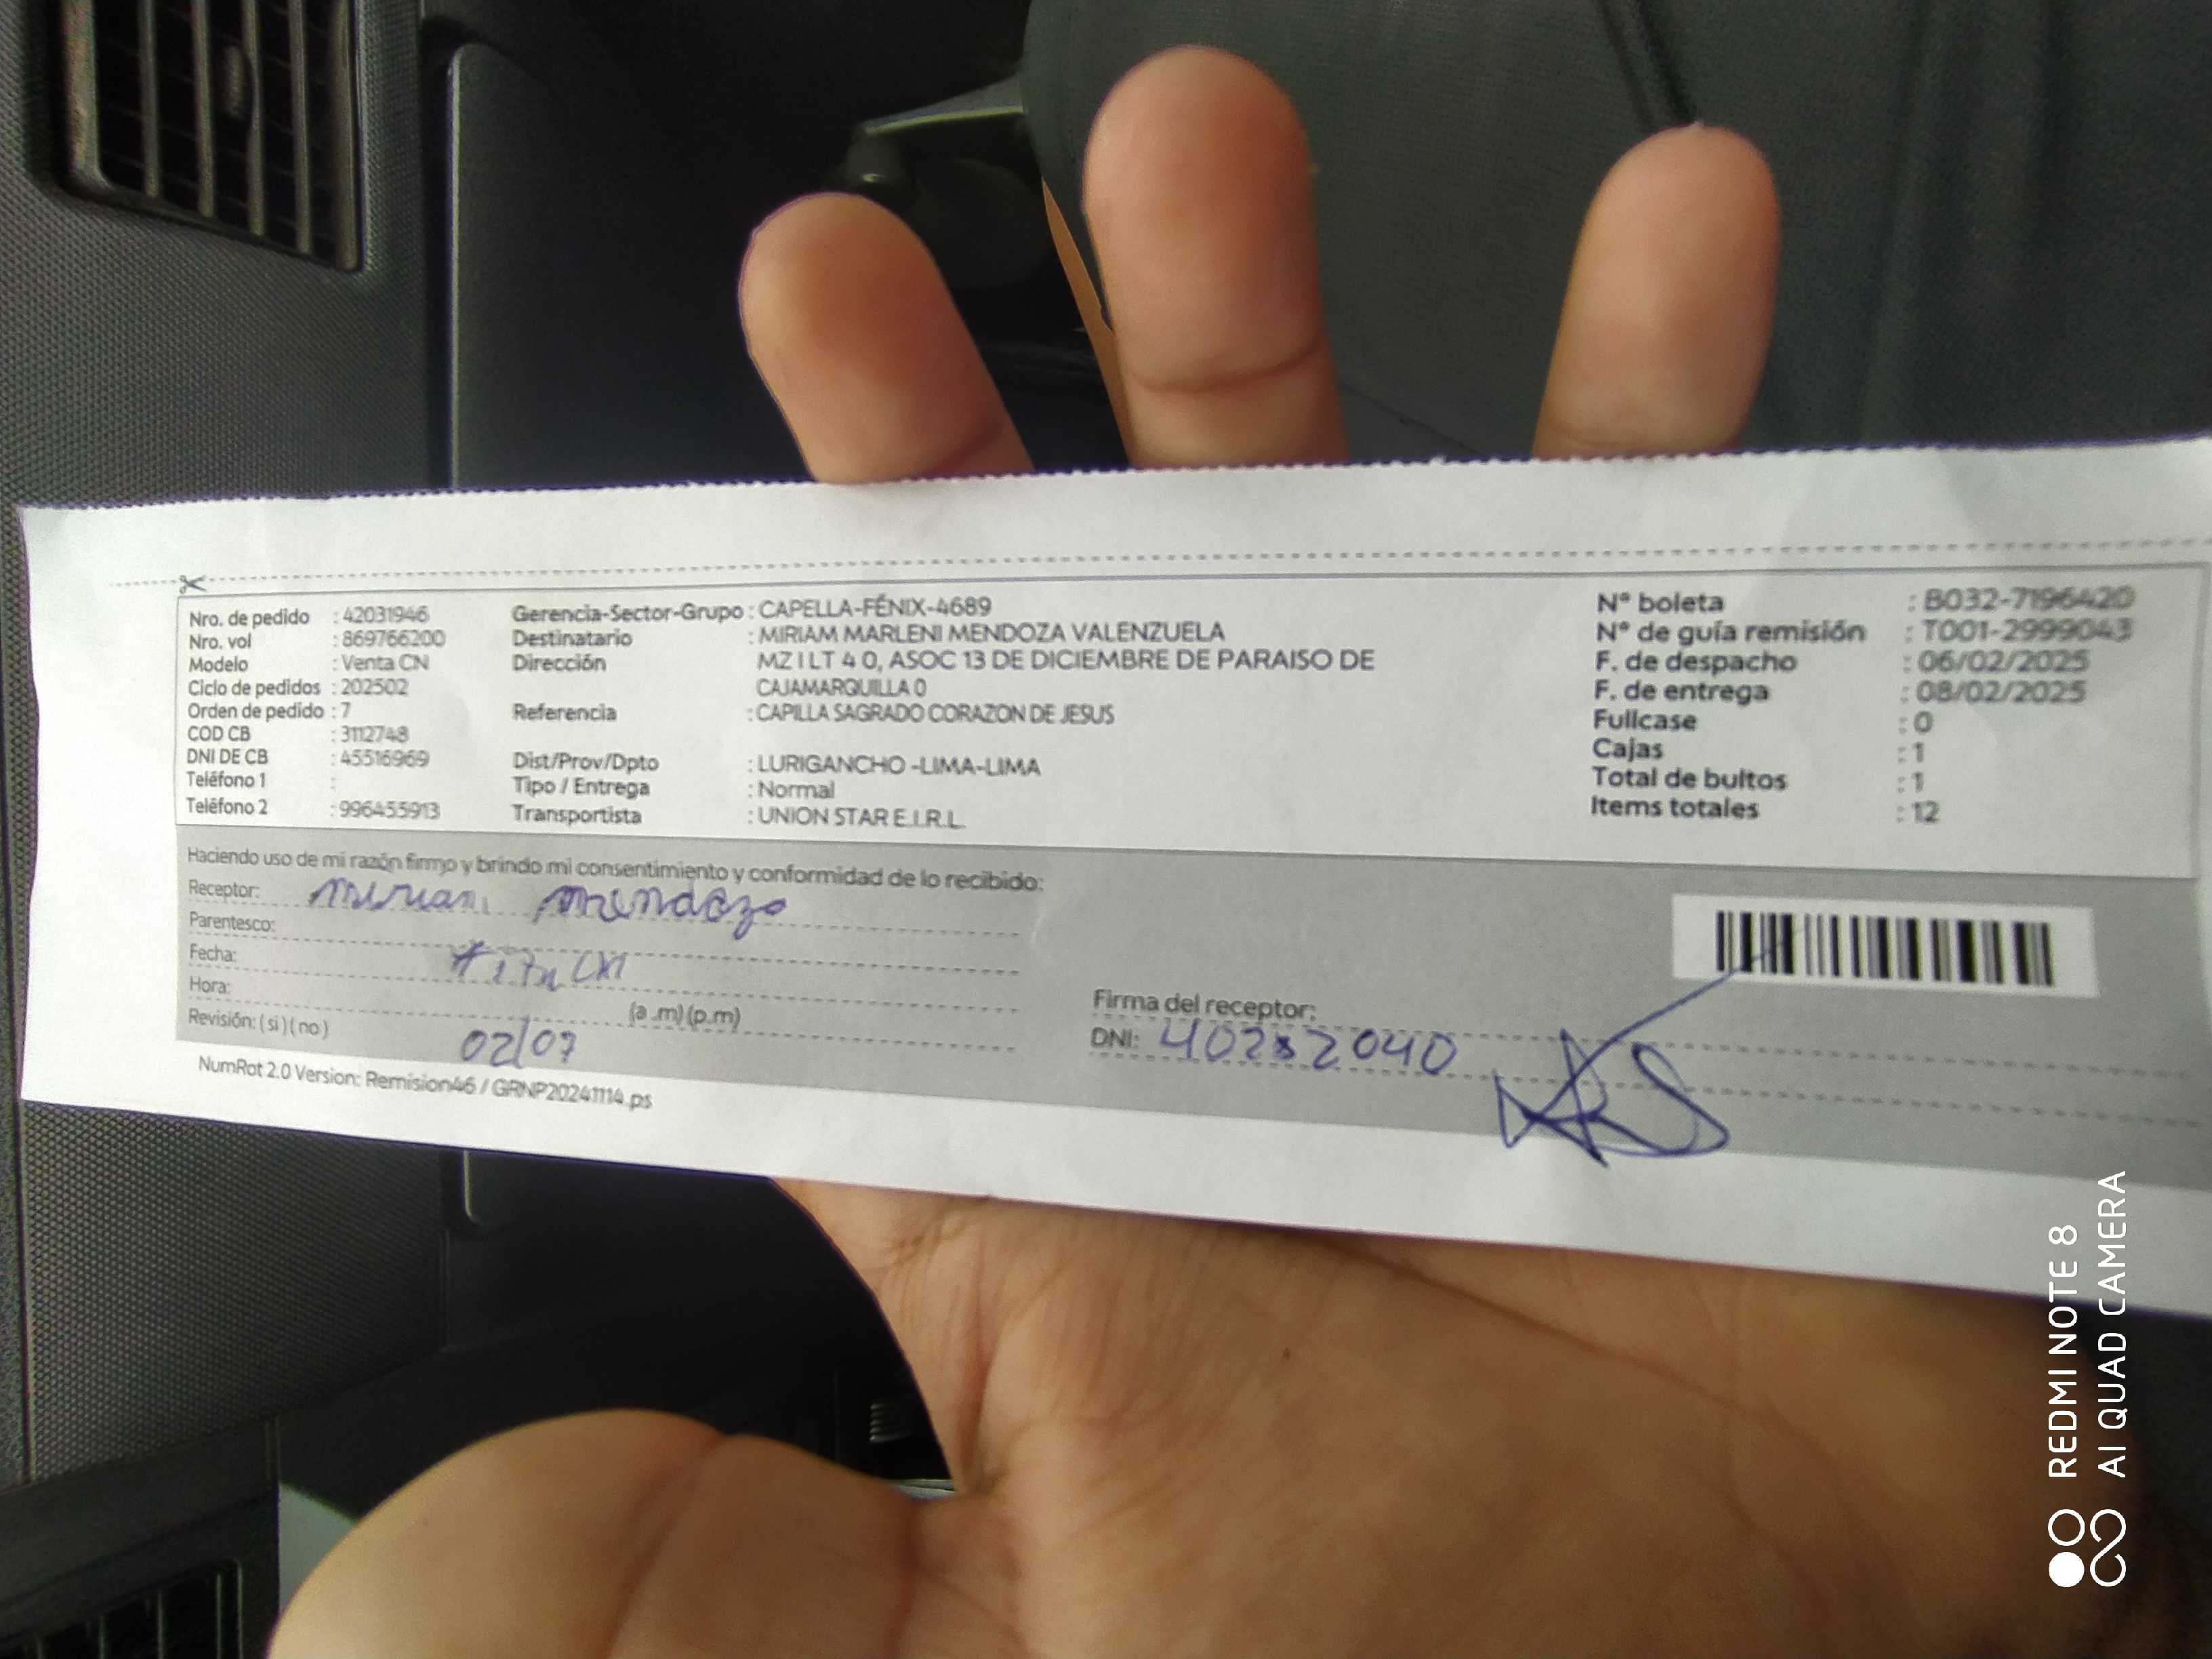 Nro. de pedido : 42031946
Nro. vol : 869766200
Modelo : Venta CN
Ciclo de pedidos : 202502
Orden de pedido : 7
COD CB : 3112748
DNI DE CB : 45516969
Teléfono 1 :
Teléfono 2 : 996455913
Gerencia-Sector-Grupo : CAPELLA-FÉNIX-4689
Destinatario : MIRIAM MARLENI MENDOZA VALENZUELA
Dirección MZ I LT 4 0, ASOC 13 DE DICIEMBRE DE PARAISO DE
CAJAMARQUILLA 0
Referencia : CAPILLA SAGRADO CORAZON DE JESUS
Dist/Prov/Dpto : LURIGANCHO -LIMA-LIMA
Tipo / Entrega : Normal
Transportista : UNION STAR E.I.R.L.
N° boleta : B032-7196420
N° de guía remisión : T001-2999043
F. de despacho : 06/02/2025
F. de entrega : 08/02/2025
Fullcase : 0
Cajas : 1
Total de bultos : 1
Items totales : 12
Haciendo uso de mi razón firmo y brindo mi consentimiento y conformidad de lo recibido:
Receptor: Miriam Mendoza
Parentesco:
Fecha:
Hora: (a .m) (p.m)
Revisión: ( si ) ( no ) 02/07
Firma del receptor:
DNI:
NumRot 2.0 Version: Remision46 / GRNP20241114.ps
REDMI NOTE 8
AI QUAD CAMERA